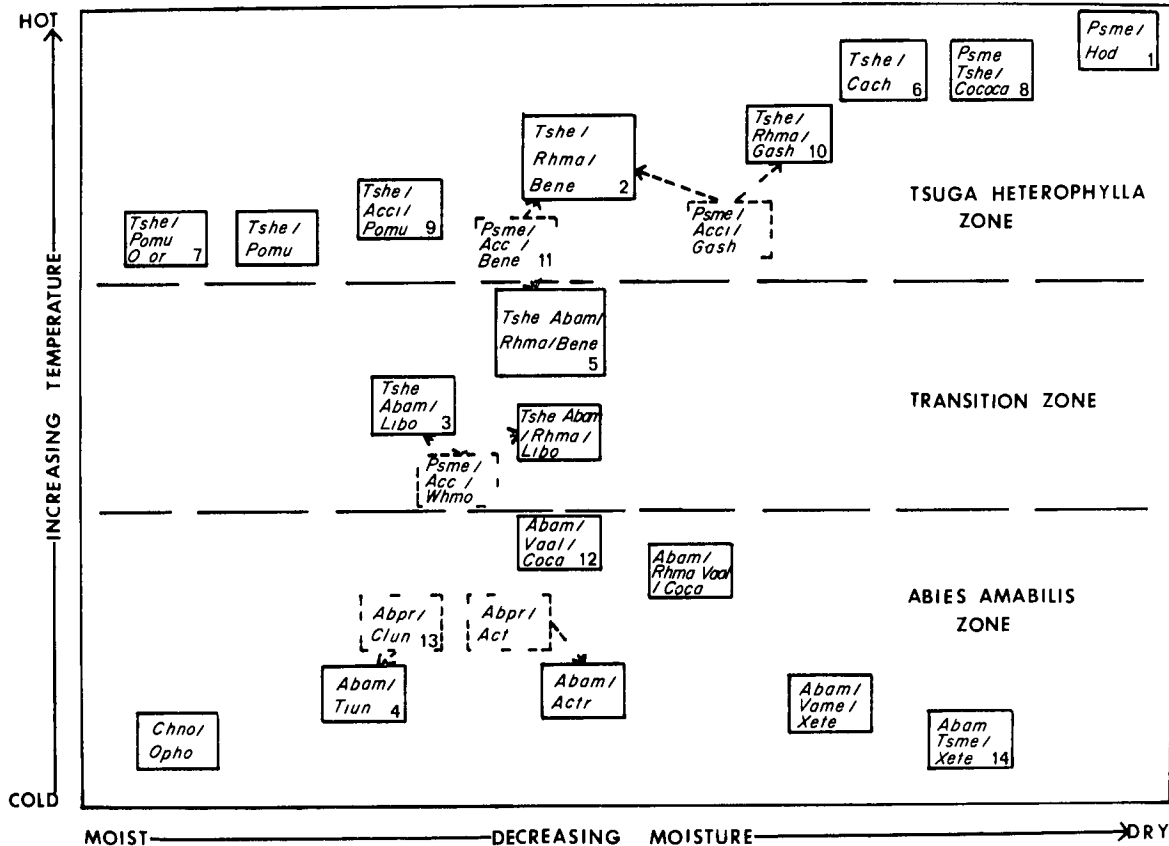 HOT
INCREASING TEMPERATURE
COLD
Psme/
Hod 1
Tshe/
Cach 6
Psme
Tshe/
Cococa 8
Tshe/
Rhma/
Gash 10
Tshe/
Rhma/
Bene 2
Tshe/
Acci/
Pomu 9
Tshe/
Pomu
O or 7
Tshe/
Pomu
Psme/
Acc/
Bene 11
Psme/
Acci/
Gash
TSUGA HETEROPHYLLA
ZONE
Tshe Abam/
Rhma/Bene
5
Tshe
Abam/
Libo 3
Tshe Abam
/Rhma/
Libo
Psme/
Acc/
Whmo
TRANSITION ZONE
Abam/
Vaal/
Coca 12
Abam/
Rhma Vaal
/Coca
Abpr/
Clun 13
Abpr/
Act
ABIES AMABILIS
ZONE
Abam/
Tiun 4
Abam/
Actr
Abam/
Vame/
Xete
Chno/
Opho
Abam
Tsme/
Xete 14
MOIST DECREASING MOISTURE DRY